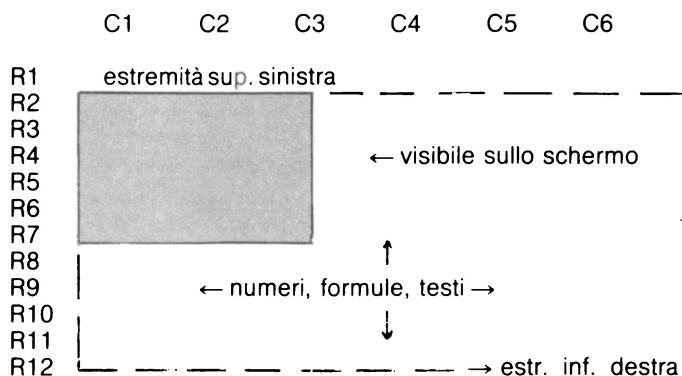 C1 C2 C3 C4 C5 C6
R1 estremità sup. sinistra
R2
R3
R4 ← visibile sullo schermo
R5
R6
R7
R8
R9 ← numeri, formule, testi →
R10
R11
R12 → estr. inf. destra